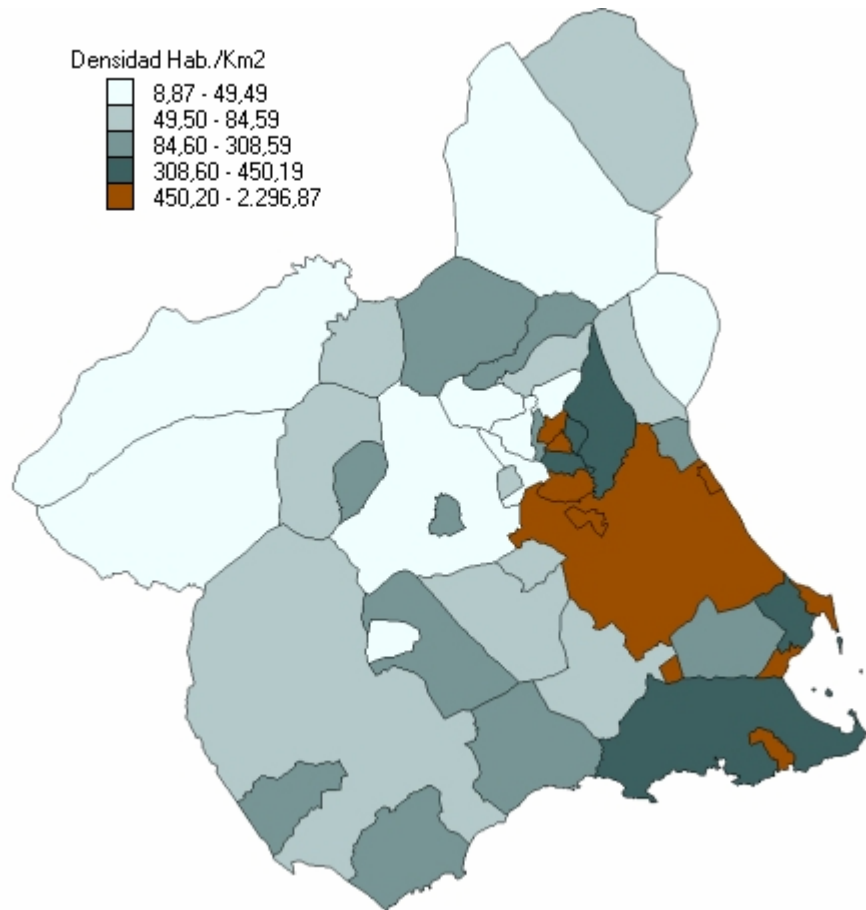 Densidad Hab./Km2
8,87 - 49,49
49,50 - 84,59
84,60 - 308,59
308,60 - 450,19
450,20 - 2.296,87